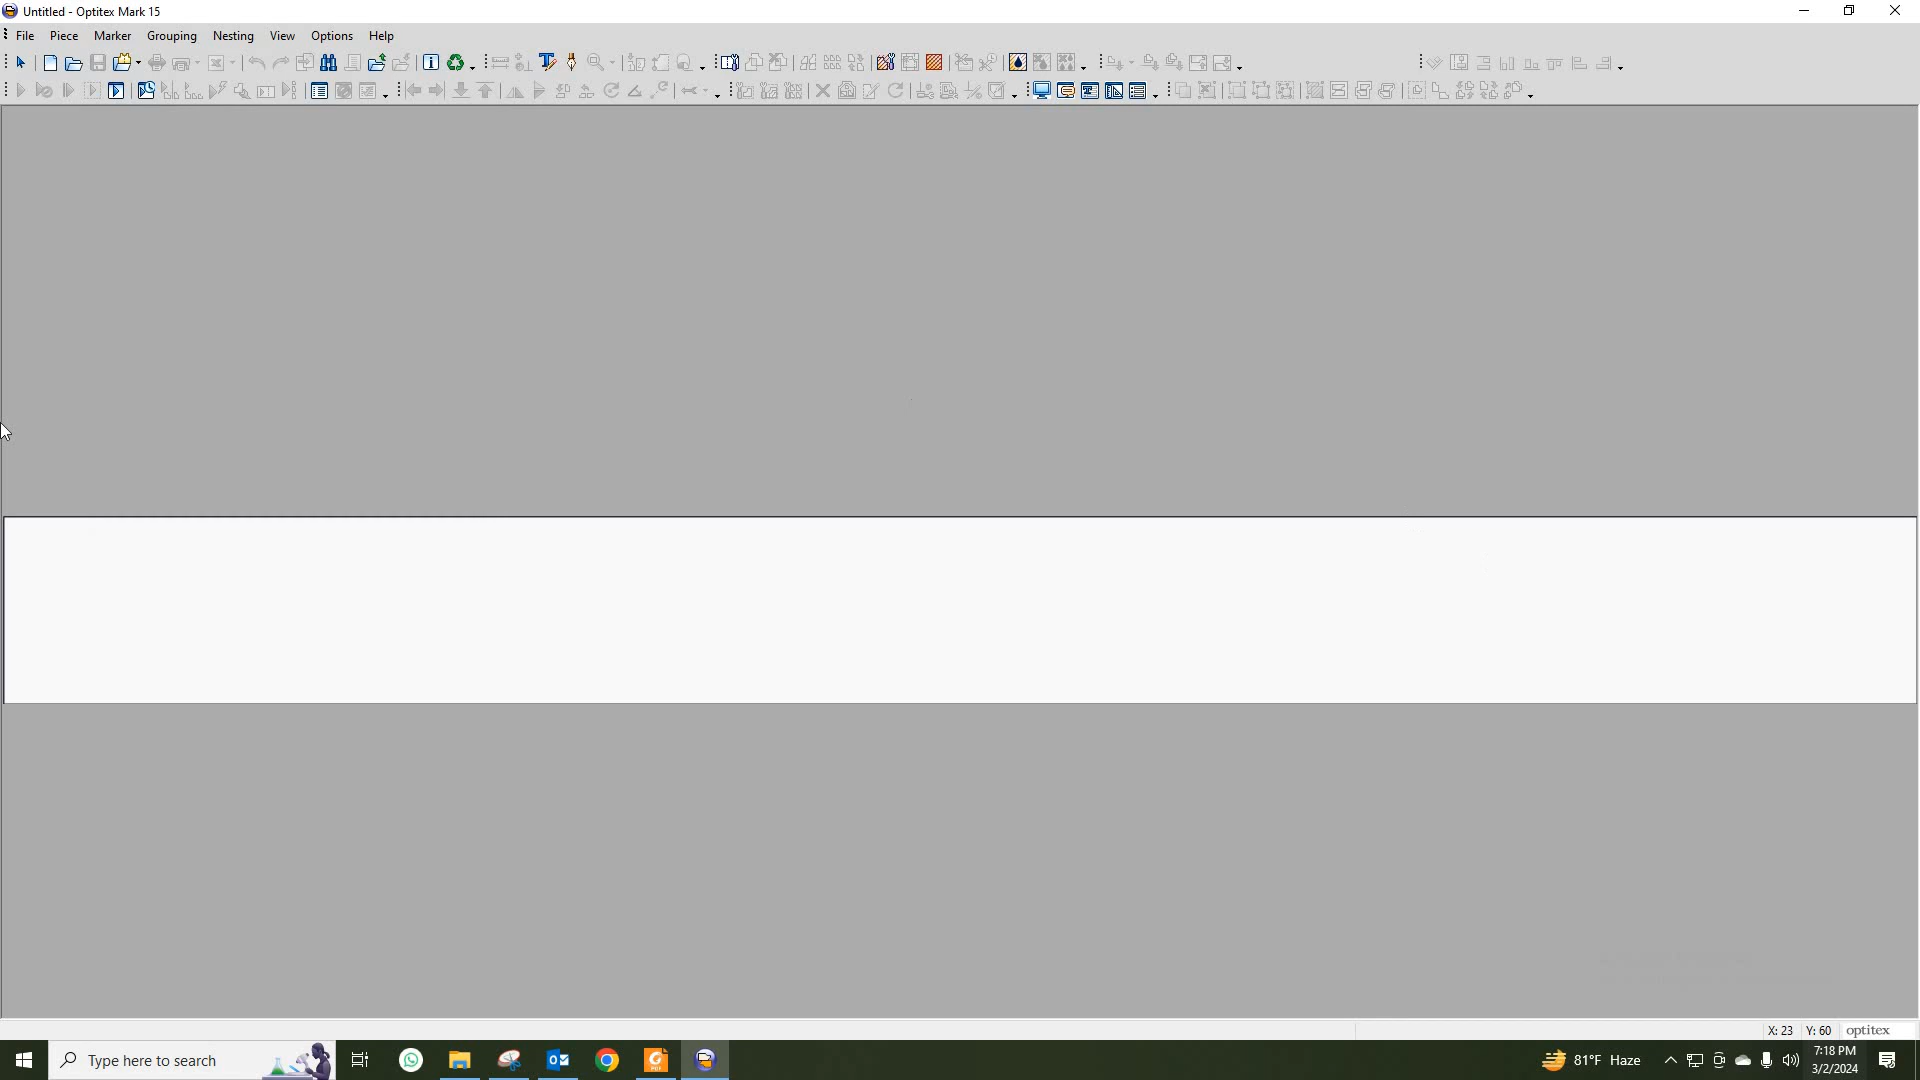 Untitled - Optitex Mark 15
File Piece Marker Grouping Nesting View Options Help
X: 23 Y: 60 optitex
Type here to search
81°F Haze
7:18 PM
3/2/2024